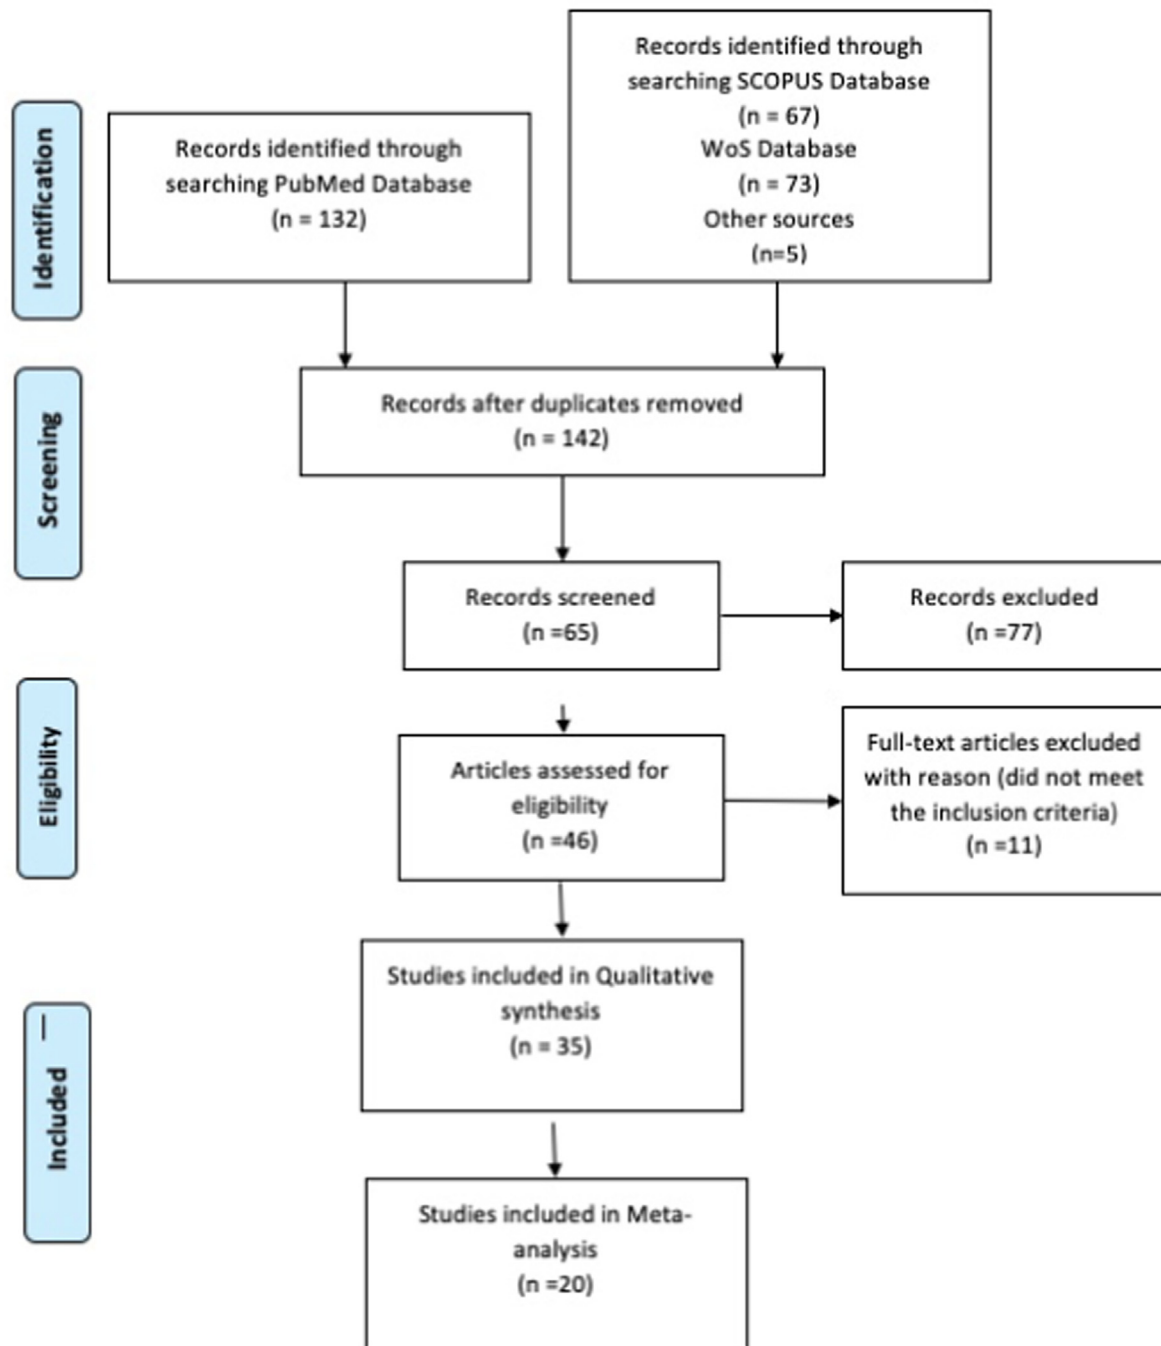 Identification
Records identified through
searching PubMed Database
(n = 132)
Records identified through
searching SCOPUS Database
(n = 67)
WoS Database
(n = 73)
Other sources
(n=5)
Screening
Records after duplicates removed
(n = 142)
Records screened
(n =65)
Records excluded
(n =77)
Eligibility
Articles assessed for
eligibility
(n =46)
Full-text articles excluded
with reason (did not meet
the inclusion criteria)
(n =11)
Included
Studies included in Qualitative
synthesis
(n = 35)
Studies included in Meta-
analysis
(n =20)